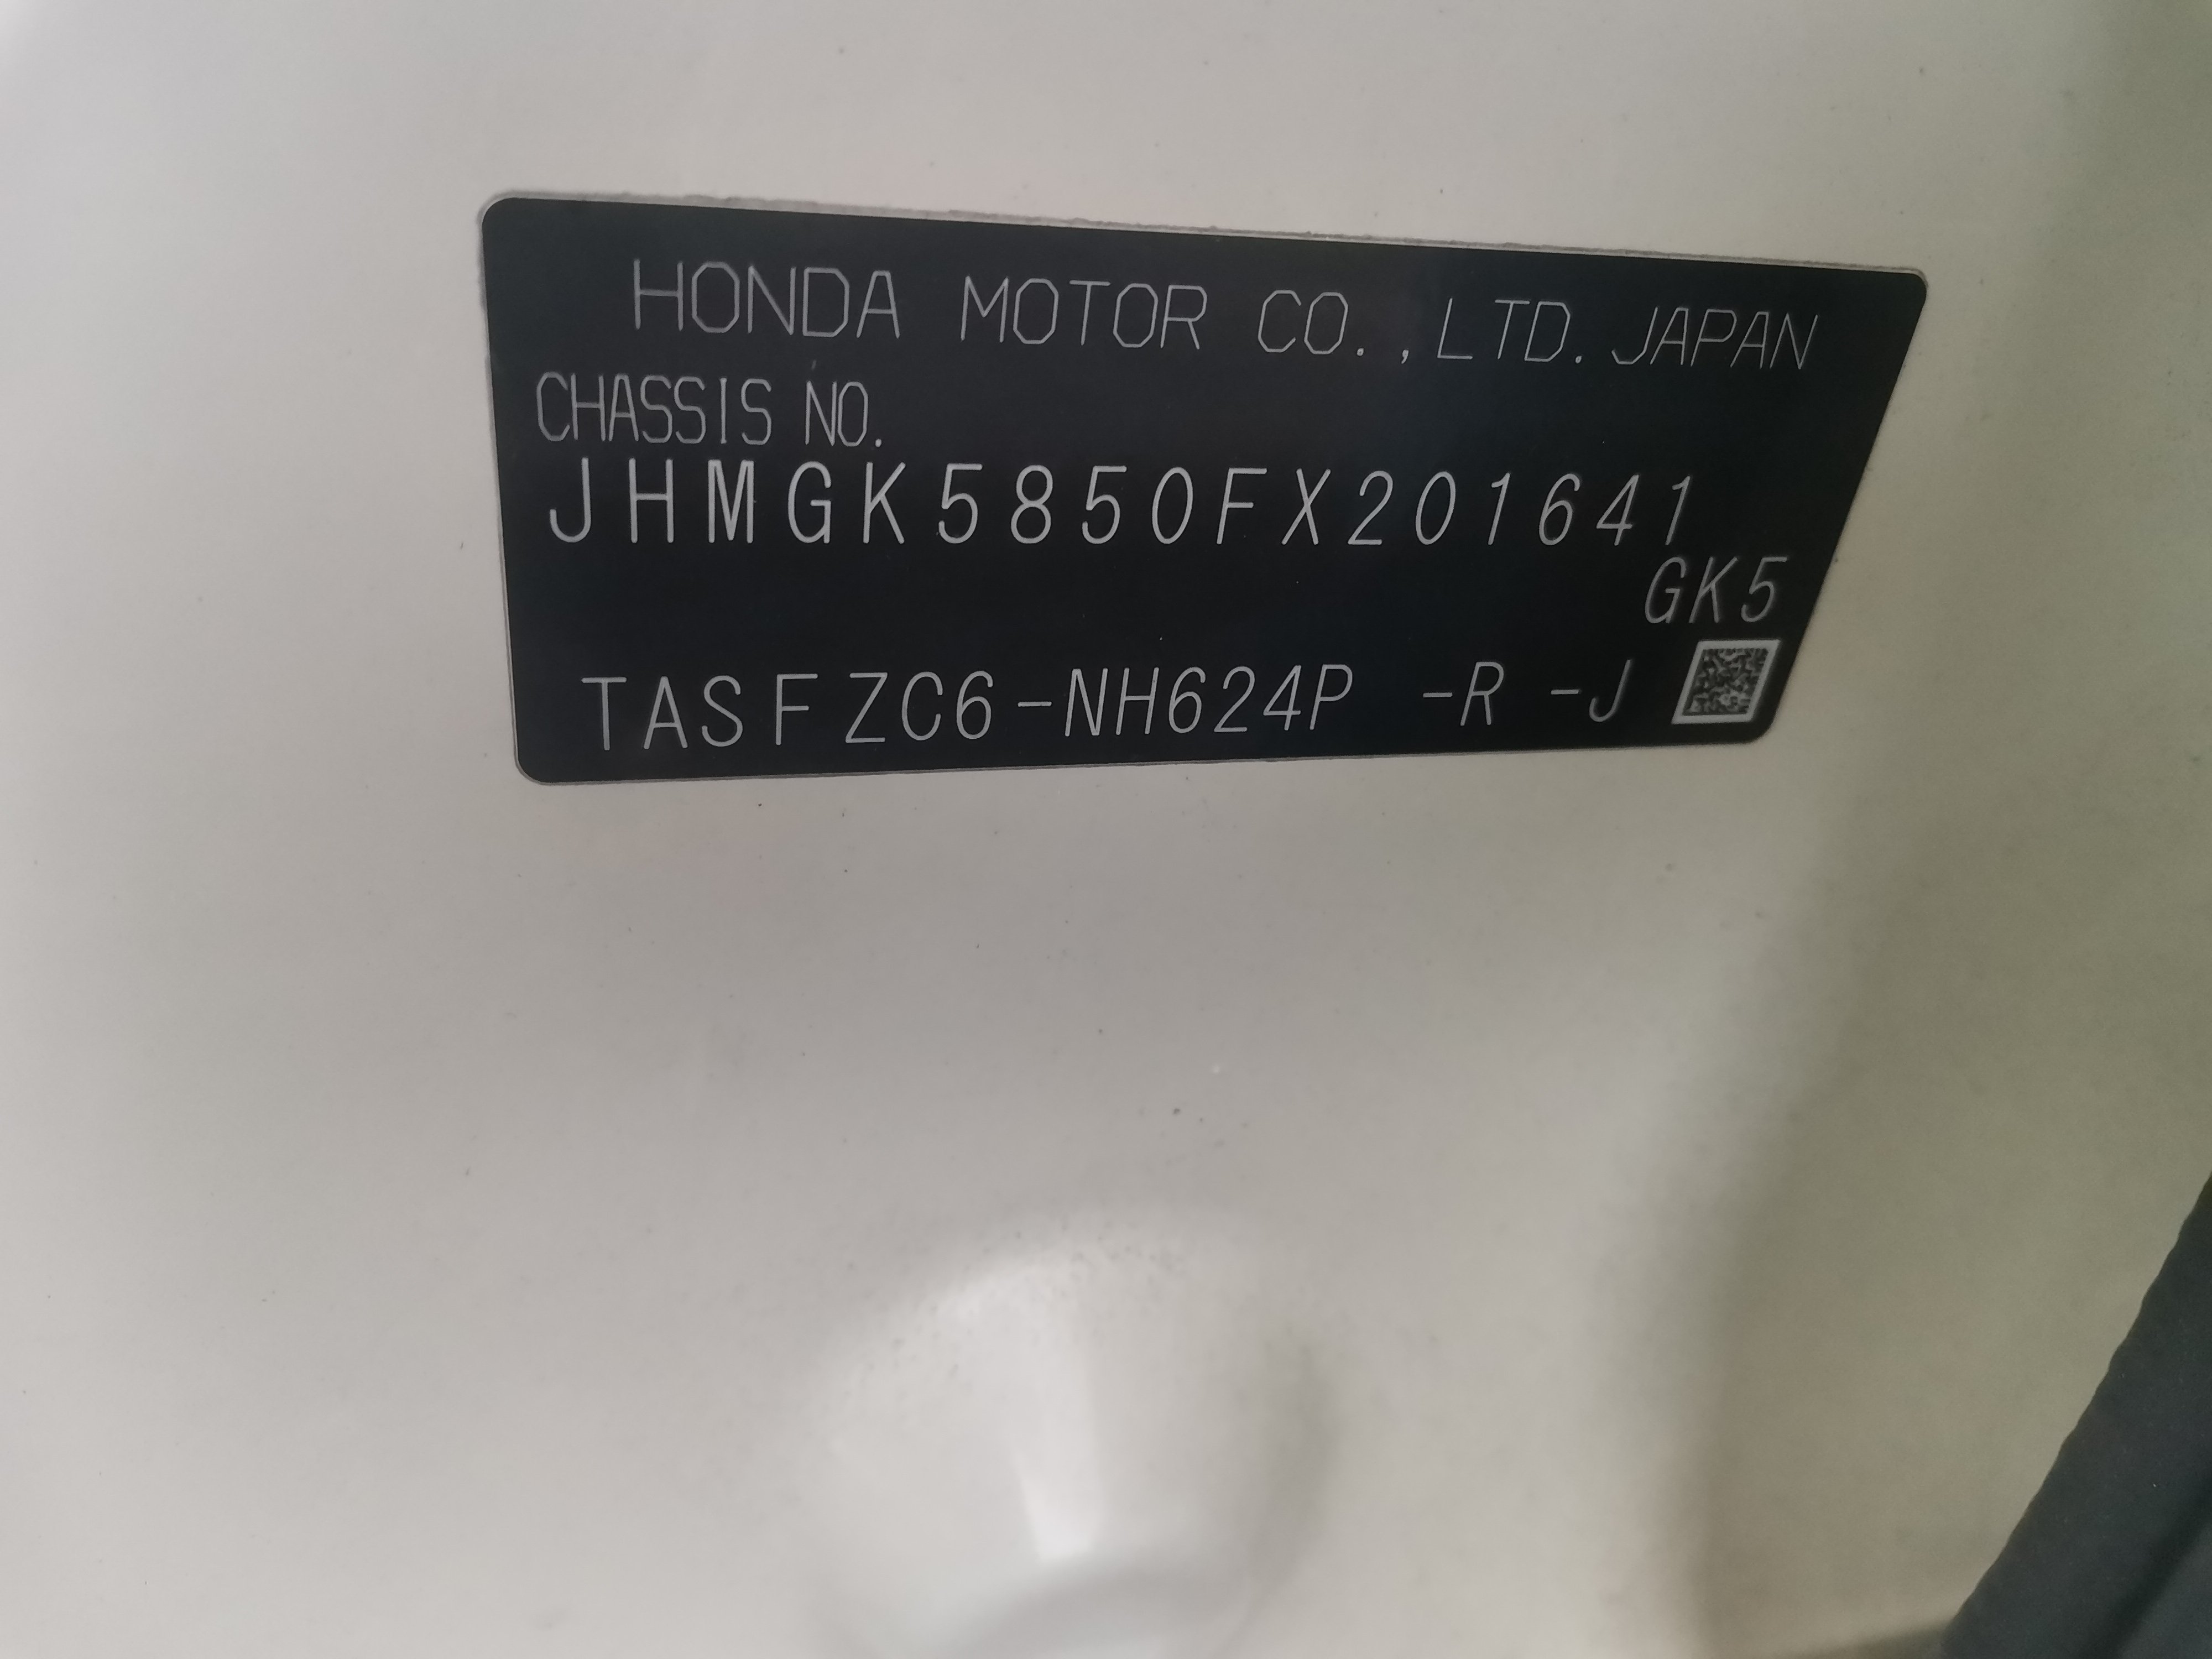 HONDA MOTOR CO.,LTD.JAPAN
CHASSIS NO.
JHMGK5850FX201641
GK5
TASFZC6-NH624P -R -J